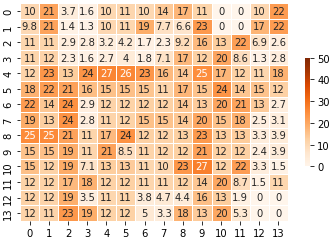 0 10 21 3.7 1.6 10 11 10 14 17 11 0 0 10 22
1 9.8 21 1.4 1.3 10 11 19 7.7 6.6 23 0 0 17 22
2 11 11 2.9 2.8 3.2 4.2 1.7 2.3 9.2 16 13 22 6.9 2.6
3 12 11 2.3 1.6 2.7 4 1.8 7.1 17 12 20 8.6 1.3 2.8
4 12 23 13 24 27 26 23 16 14 25 17 12 11 18
5 18 22 21 16 15 15 15 11 17 15 24 14 15 12
6 22 14 24 2.9 12 12 12 12 14 13 20 21 13 2.7
7 19 13 24 2.8 11 12 15 15 14 20 15 18 2.5 3.1
8 25 25 21 11 17 24 12 12 13 23 13 13 3.3 3.9
9 15 15 19 11 21 8.5 11 12 12 21 12 12 2.4 3.9
10 15 12 19 7.1 13 13 11 10 23 27 12 22 3.3 1.5
11 12 12 17 18 12 12 11 11 12 14 20 8.7 1.5 11
12 12 12 19 3.5 11 11 3.8 4.7 4.4 16 13 1.9 0 0
13 12 11 23 19 12 12 5 3.3 18 13 20 5.3 0 0
0 1 2 3 4 5 6 7 8 9 10 11 12 13
50
40
30
20
10
0